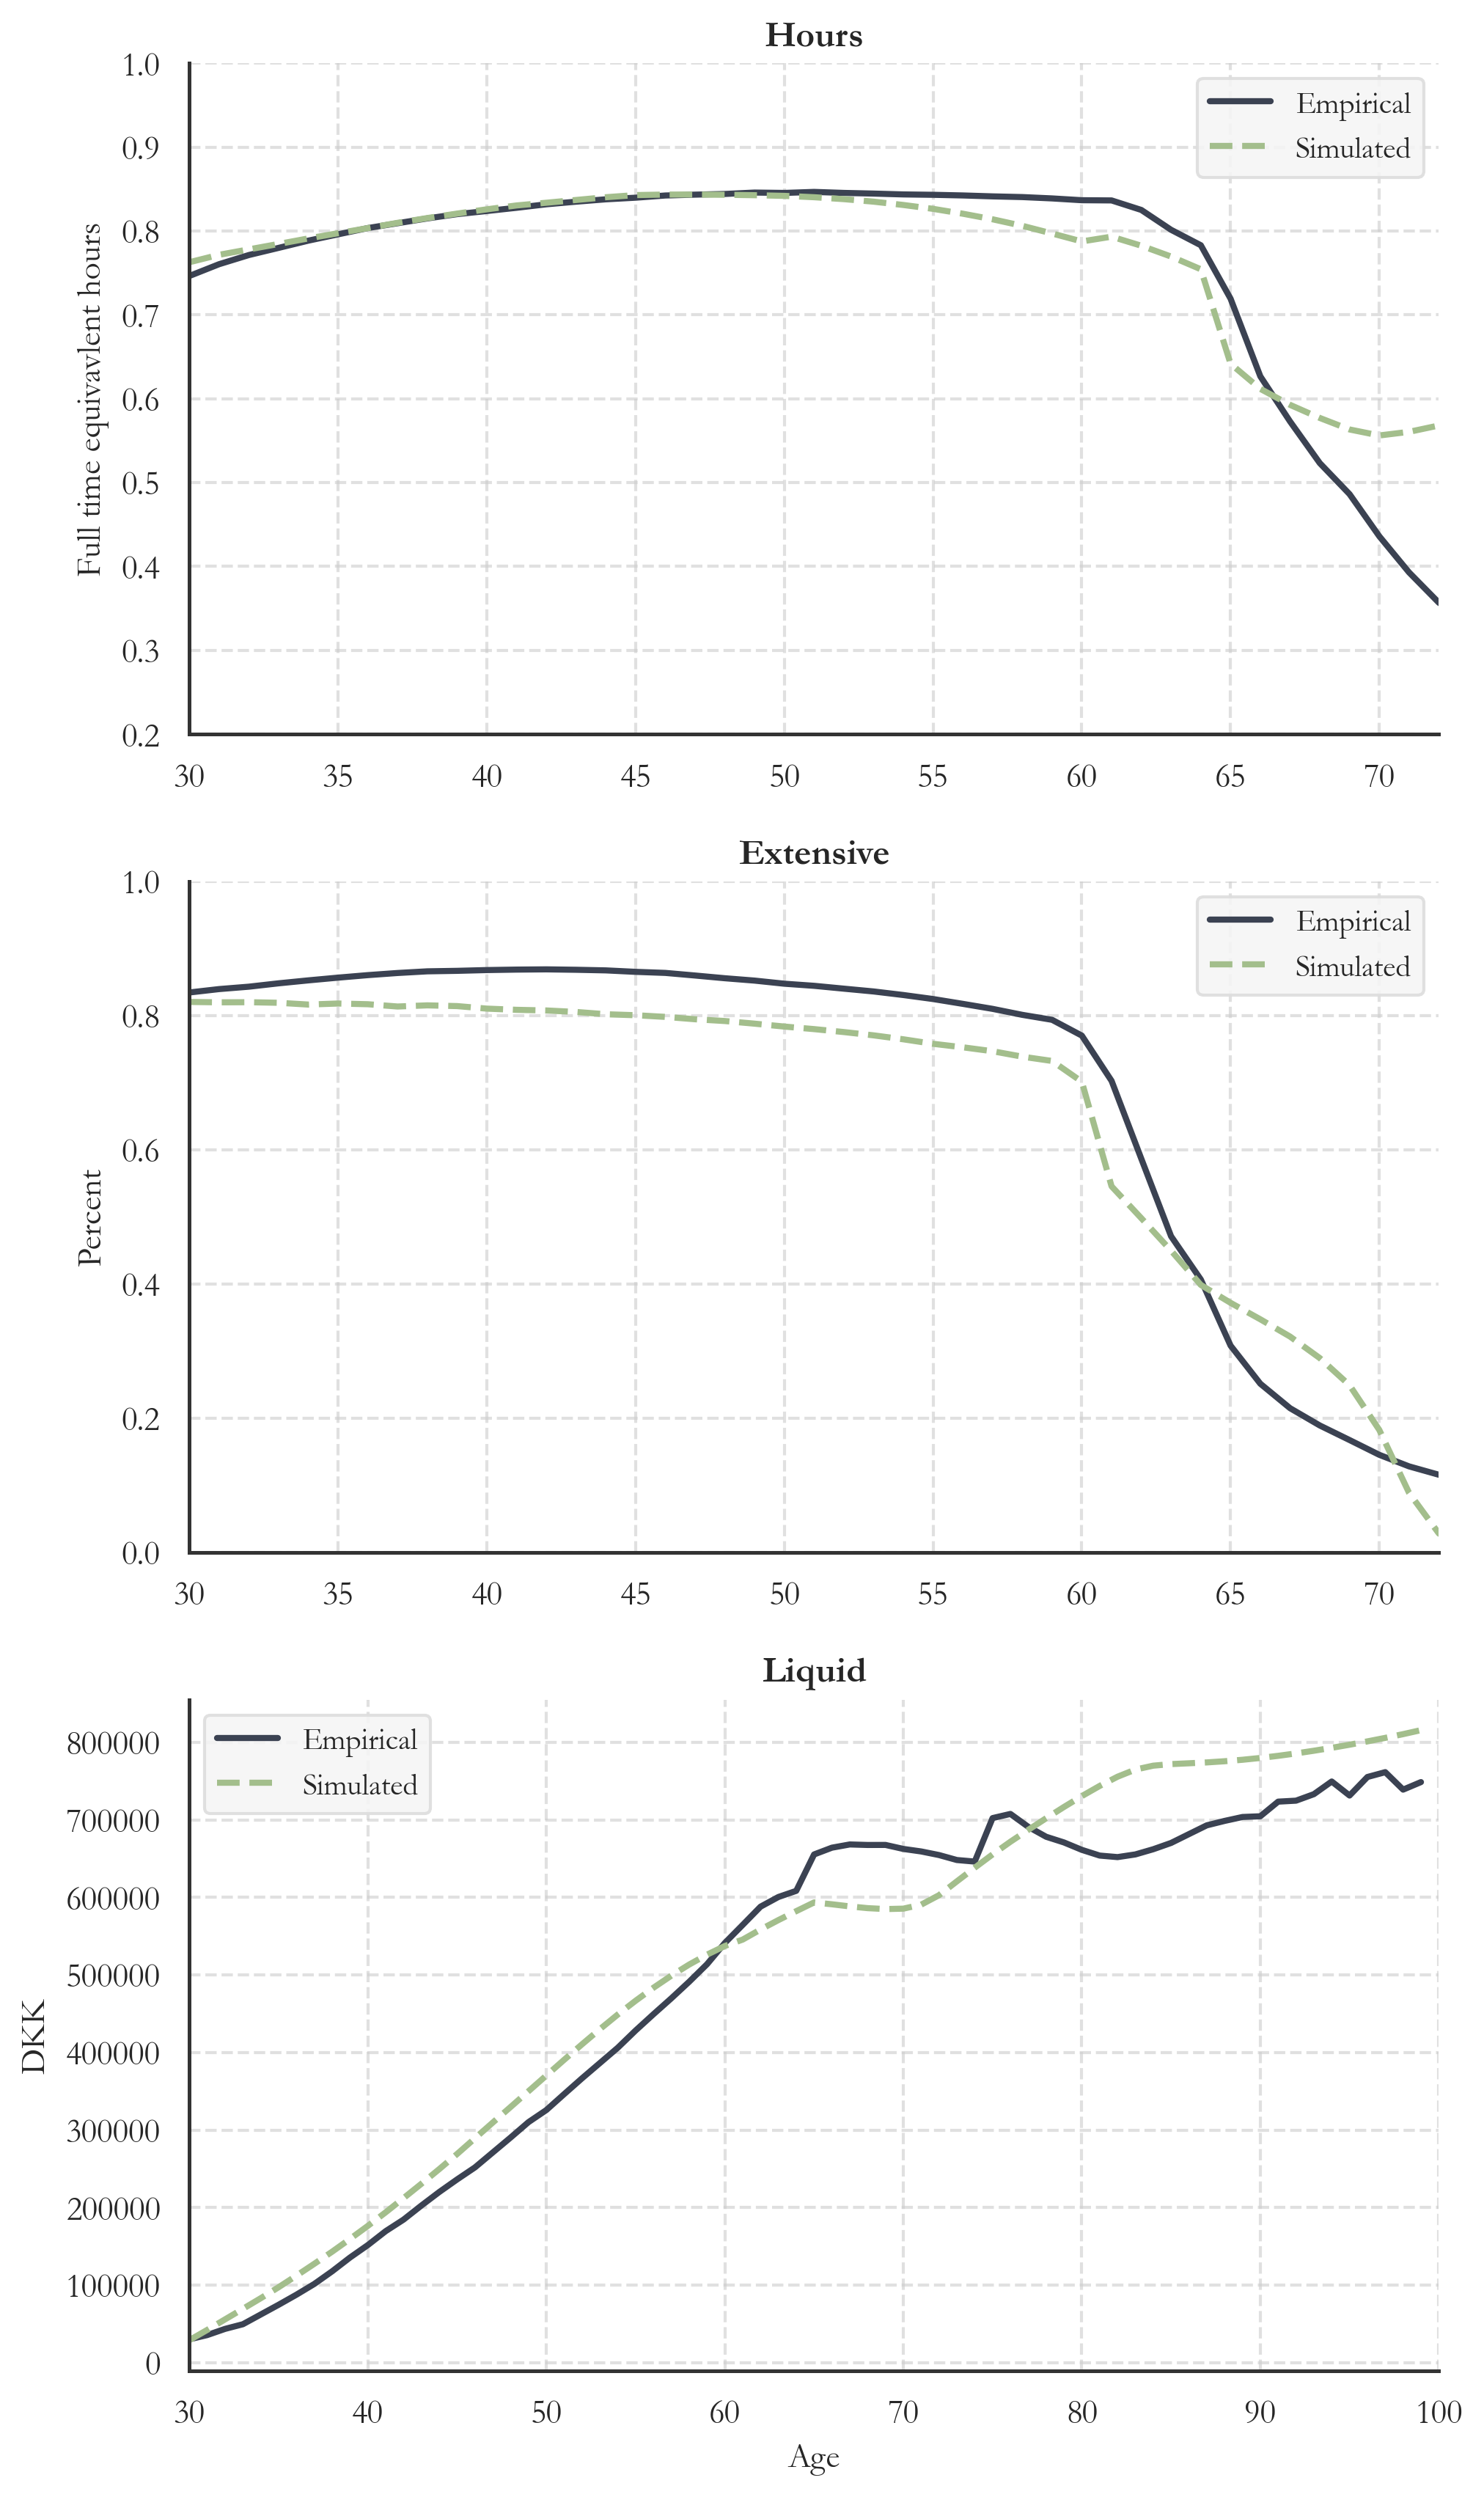 Hours
1.0
0.9
0.8
0.7
0.6
0.5
0.4
0.3
0.2
Full time equivavlent hours
Empirical
Simulated
30 35 40 45 50 55 60 65 70
Extensive
1.0
0.8
0.6
0.4
0.2
0.0
Percent
Empirical
Simulated
30 35 40 45 50 55 60 65 70
Liquid
800000
700000
600000
500000
400000
300000
200000
100000
0
DKK
Empirical
Simulated
30 40 50 60 70 80 90 100
Age